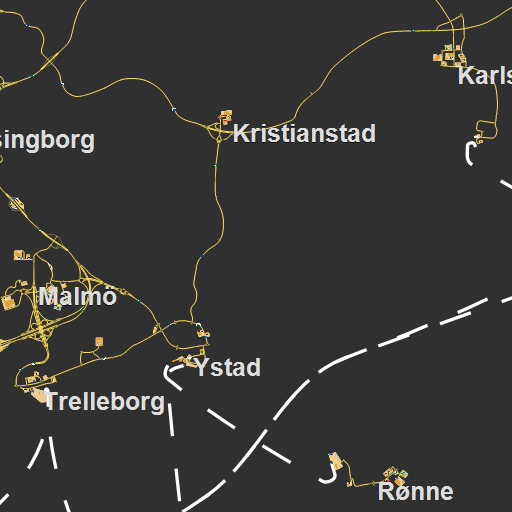 Karls
Kristianstad
singborg
Malmö
Ystad
Trelleborg
Rønne